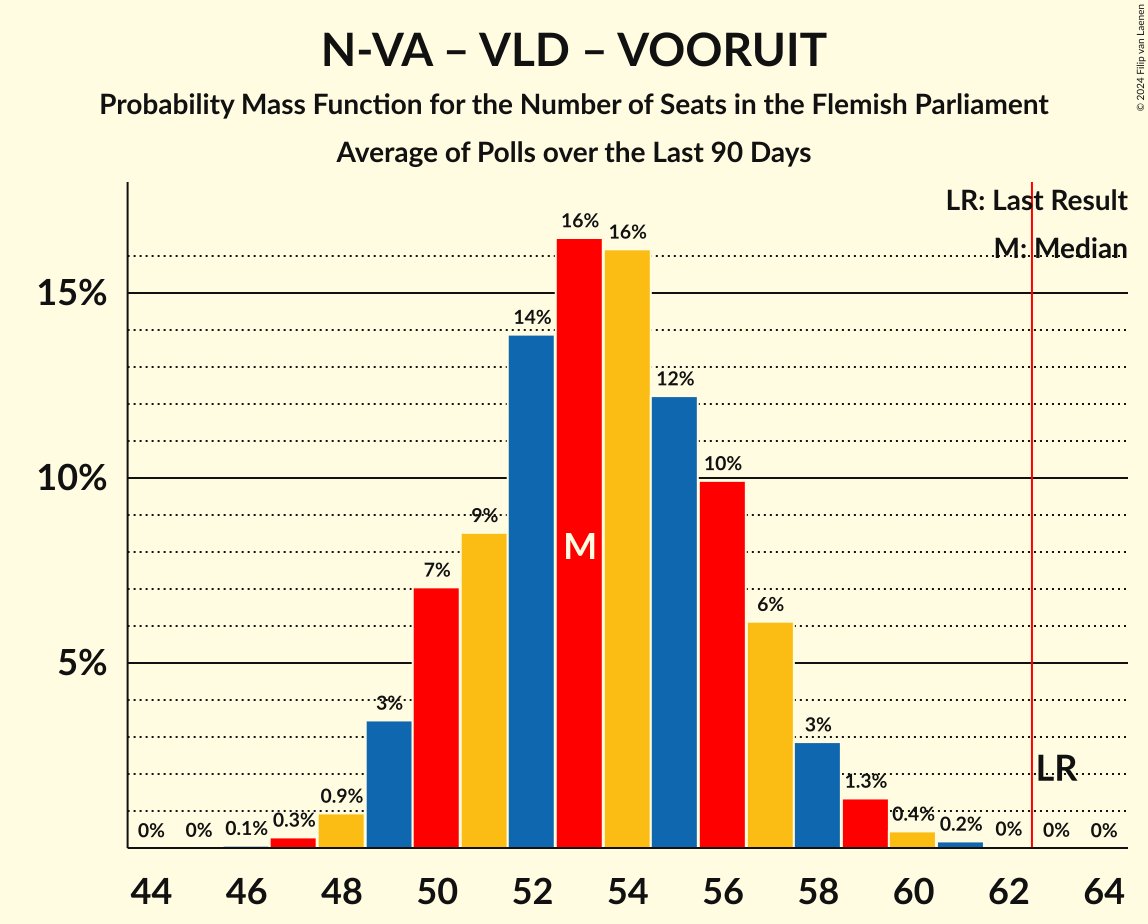 N-VA – VLD – VOORUIT
Probability Mass Function for the Number of Seats in the Flemish Parliament
Average of Polls over the Last 90 Days
© 2024 Filip van Laenen
LR: Last Result
M: Median
15%
10%
5%
0% 0% 0.1% 0.3% 0.9% 3% 7% 9% 14% 16% 16% 12% 10% 6% 3% 1.3% 0.4% 0.2% 0% 0% 0%
M
LR
44 46 48 50 52 54 56 58 60 62 64